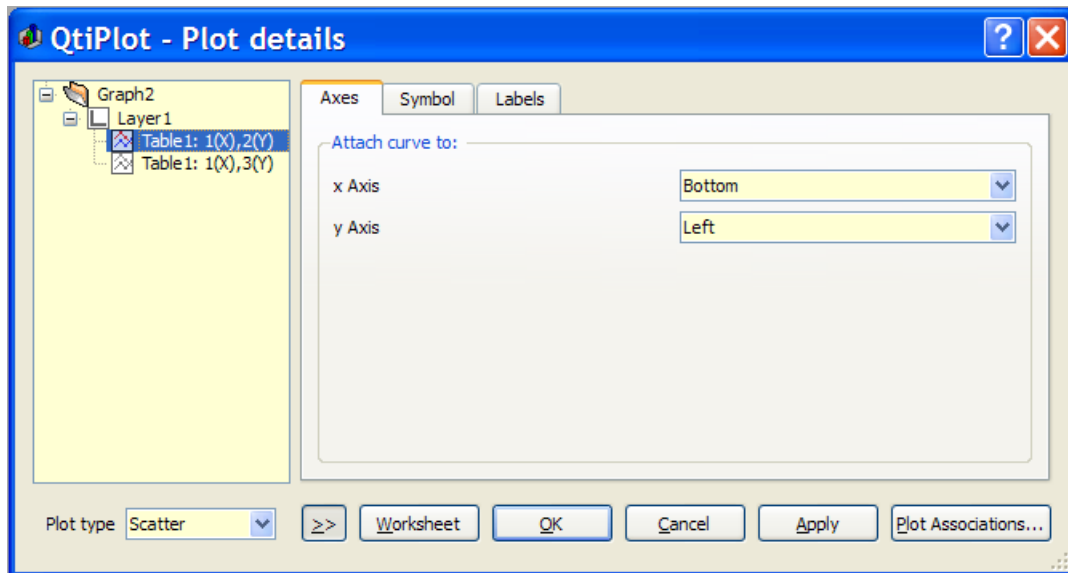 QtiPlot - Plot details
Graph2
Layer1
Table1: 1(X),2(Y)
Table1: 1(X),3(Y)
Axes Symbol Labels
Attach curve to:
x Axis Bottom
y Axis Left
Plot type Scatter >> Worksheet OK Cancel Apply Plot Associations...